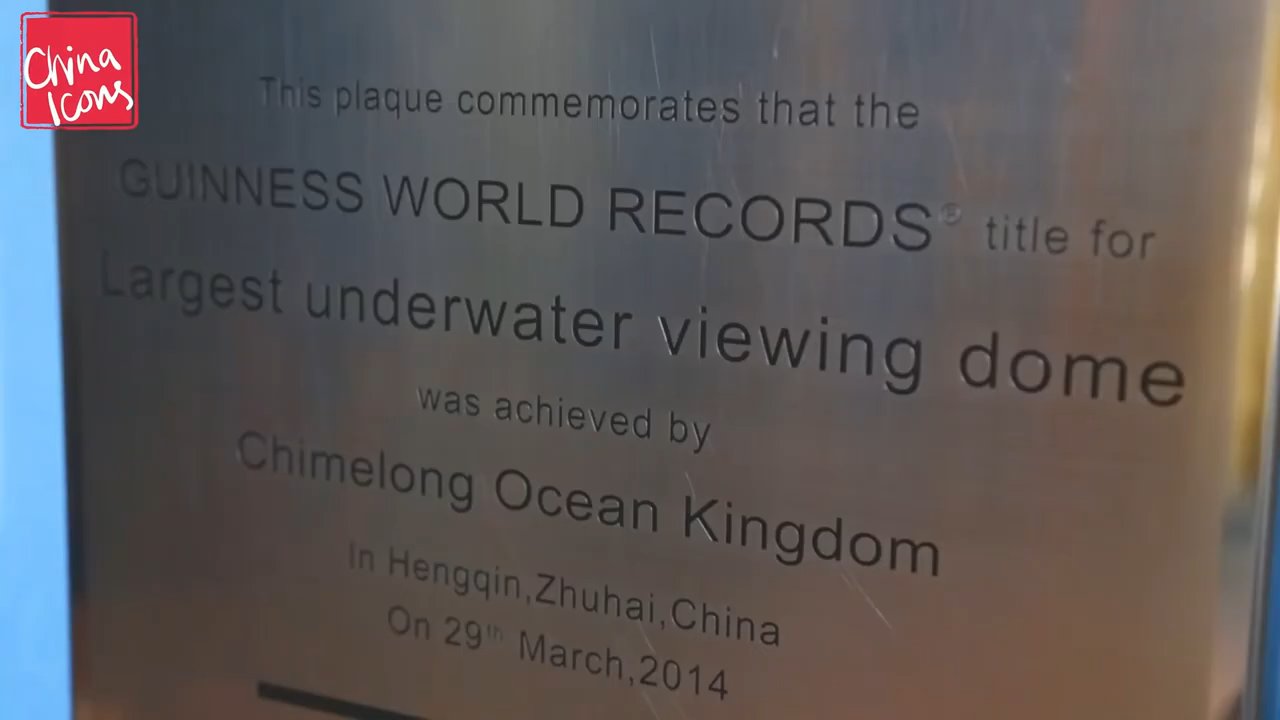 China
Icons
This plaque commemorates that the
GUINNESS WORLD RECORDS® title for
Largest underwater viewing dome
was achieved by
Chimelong Ocean Kingdom
In Hengqin,Zhuhai,China
On 29th March,2014